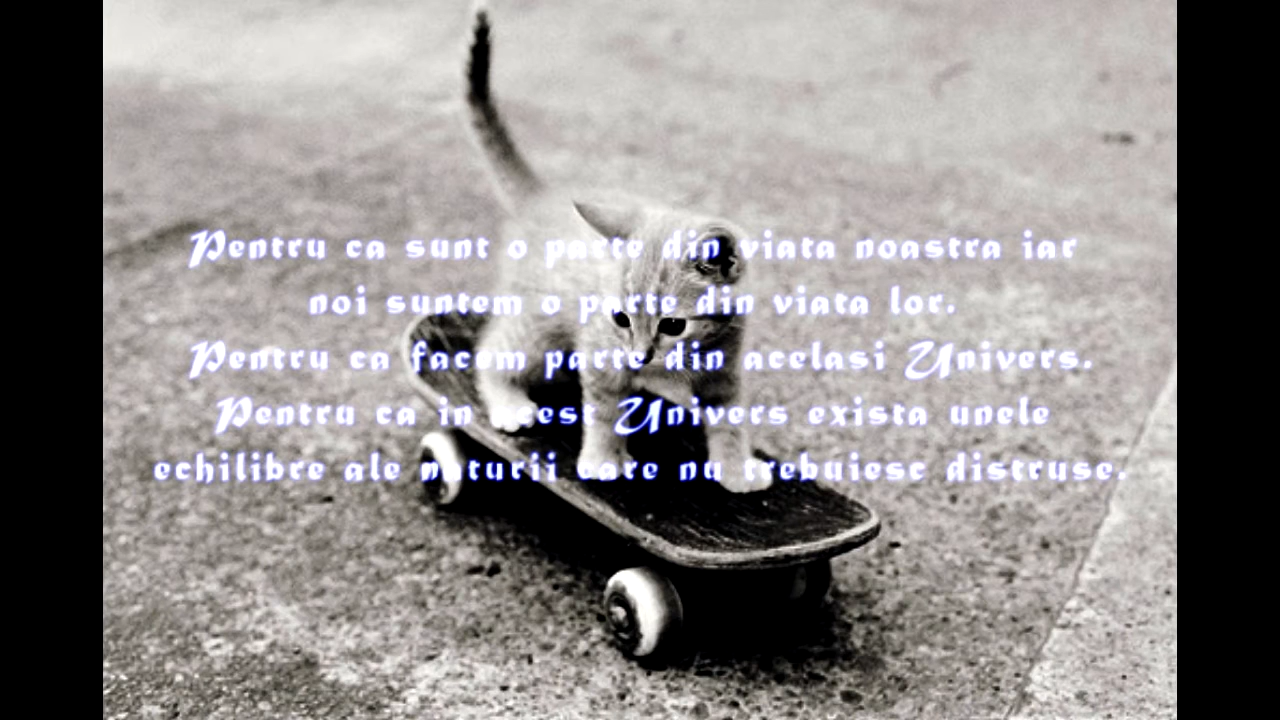 Pentru ca sunt o parte din viata noastra iar
noi suntem o parte din viata lor.
Pentru ca facem parte din acelasi Univers.
Pentru ca in acest Univers exista unele
echilibre ale naturii care nu trebuiesc distruse.